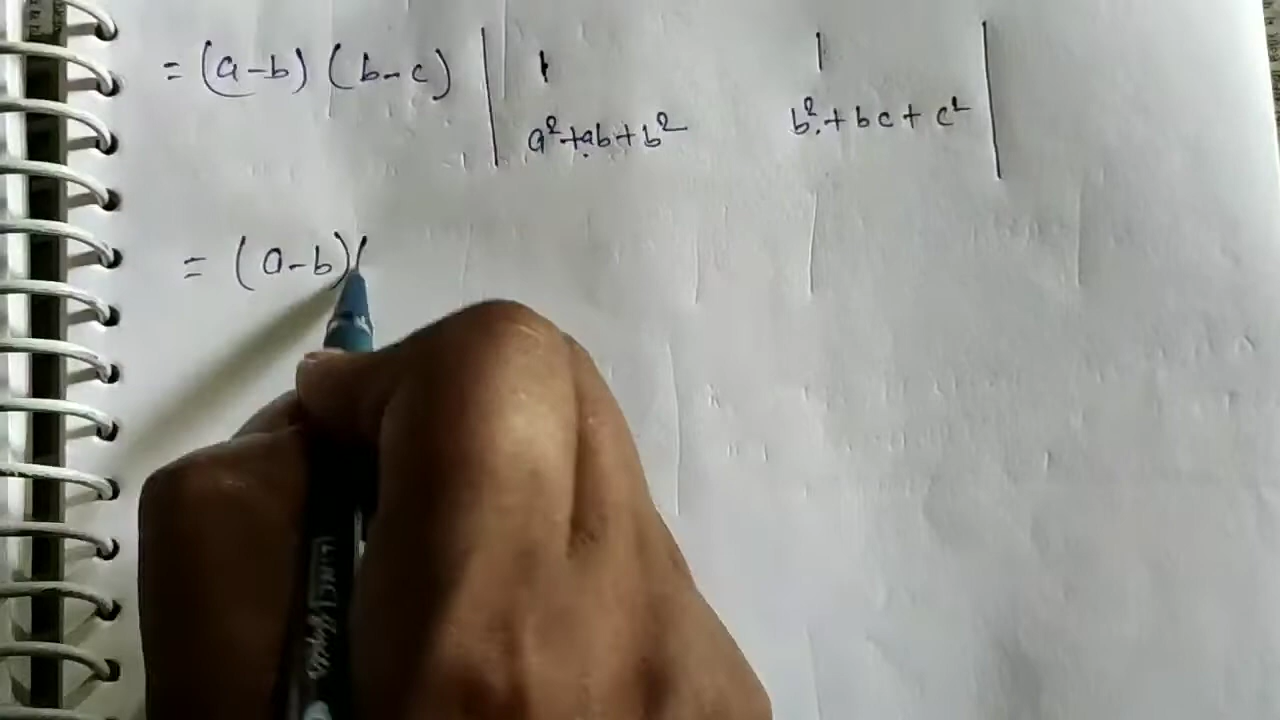 = (a-b) (b-c) | 1 1 |
a²+ab+b² b²+bc+c²
= (a-b)(